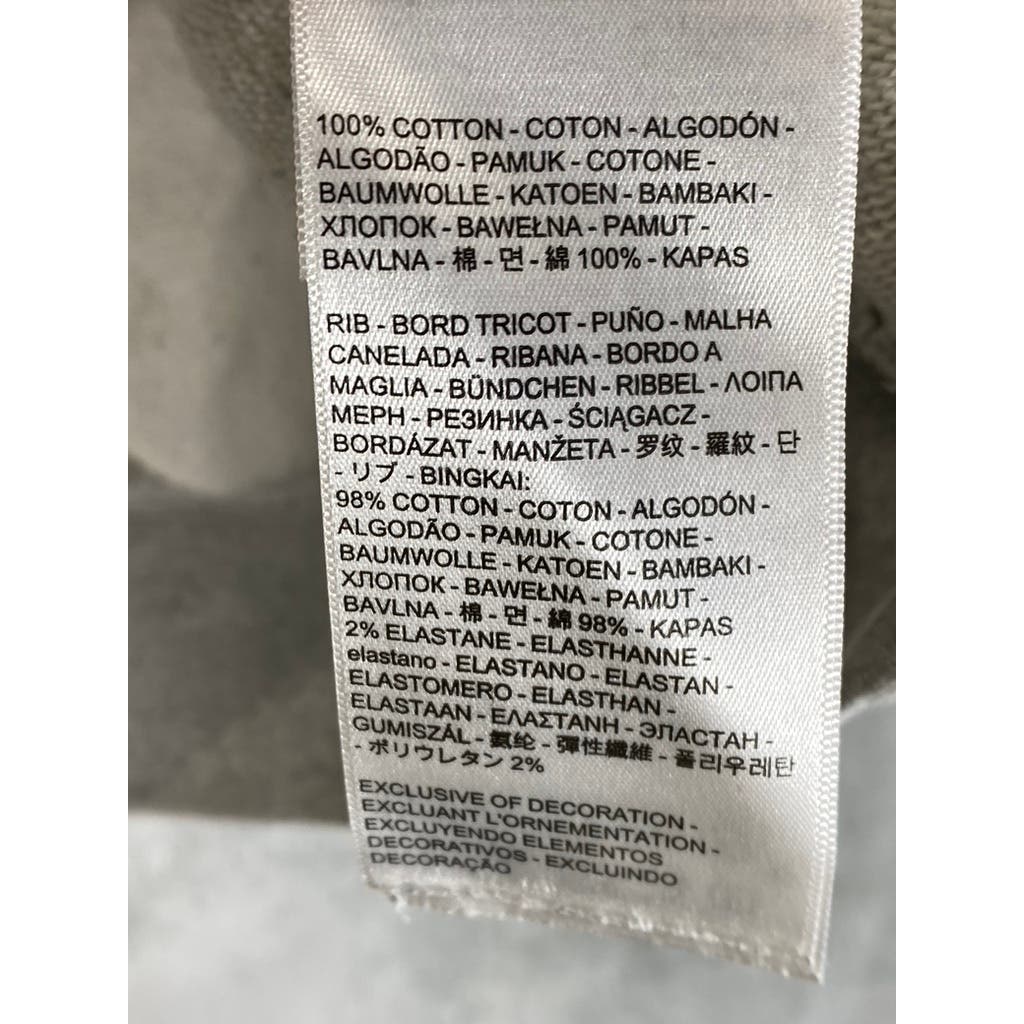 100% COTTON - COTON - ALGODÓN -
ALGODÃO - PAMUK - COTONE -
BAUMWOLLE - KATOEN - BAMBAKI -
ХЛОПОК - BAWEŁNA - PAMUT -
BAVLNA - 棉 - 면 - 綿 100% - KAPAS
RIB - BORD TRICOT - PUÑO - MALHA
CANELADA - RIBANA - BORDO A
MAGLIA - BÜNDCHEN - RIBBEL - ΛΟΙΠΑ
ΜΕΡΗ - РЕЗИНКА - ŚCIĄGACZ -
BORDÁZAT - MANŽETA - 罗纹 - 羅紋 - 단
- リブ - BINGKAI:
98% COTTON - COTON - ALGODÓN -
ALGODÃO - PAMUK - COTONE -
BAUMWOLLE - KATOEN - BAMBAKI -
ХЛОПОК - BAWEŁNA - PAMUT -
BAVLNA - 棉 - 면 - 綿 98% - KAPAS
2% ELASTANE - ELASTHANNE -
elastano - ELASTANO - ELASTAN -
ELASTOMERO - ELASTHAN -
ELASTAAN - ΕΛΑΣΤΑΝΗ - ЭЛАСТАН -
GUMISZÁL - 氨纶 - 彈性纖維 - 폴리우레탄
- ポリウレタン 2%
EXCLUSIVE OF DECORATION -
EXCLUANT L'ORNEMENTATION -
EXCLUYENDO ELEMENTOS
DECORATIVOS - EXCLUINDO
DECORAÇÃO